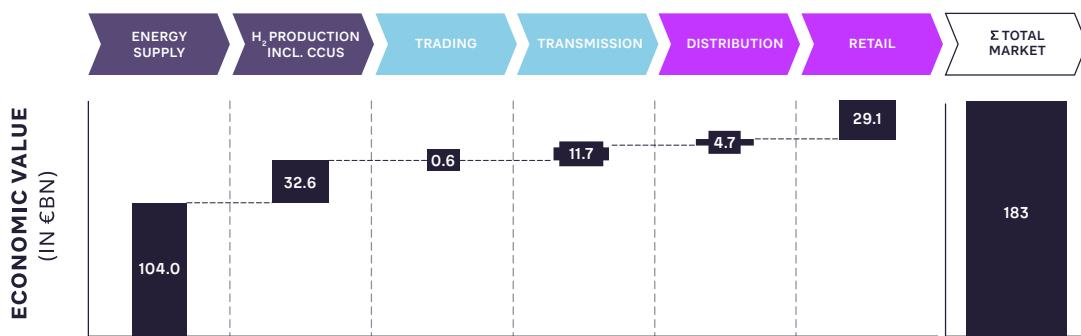 ENERGY
SUPPLY
H₂ PRODUCTION
INCL. CCUS
TRADING
TRANSMISSION
DISTRIBUTION
RETAIL
Σ TOTAL
MARKET
ECONOMIC VALUE
(IN €BN)
104.0
32.6
0.6
11.7
4.7
29.1
183